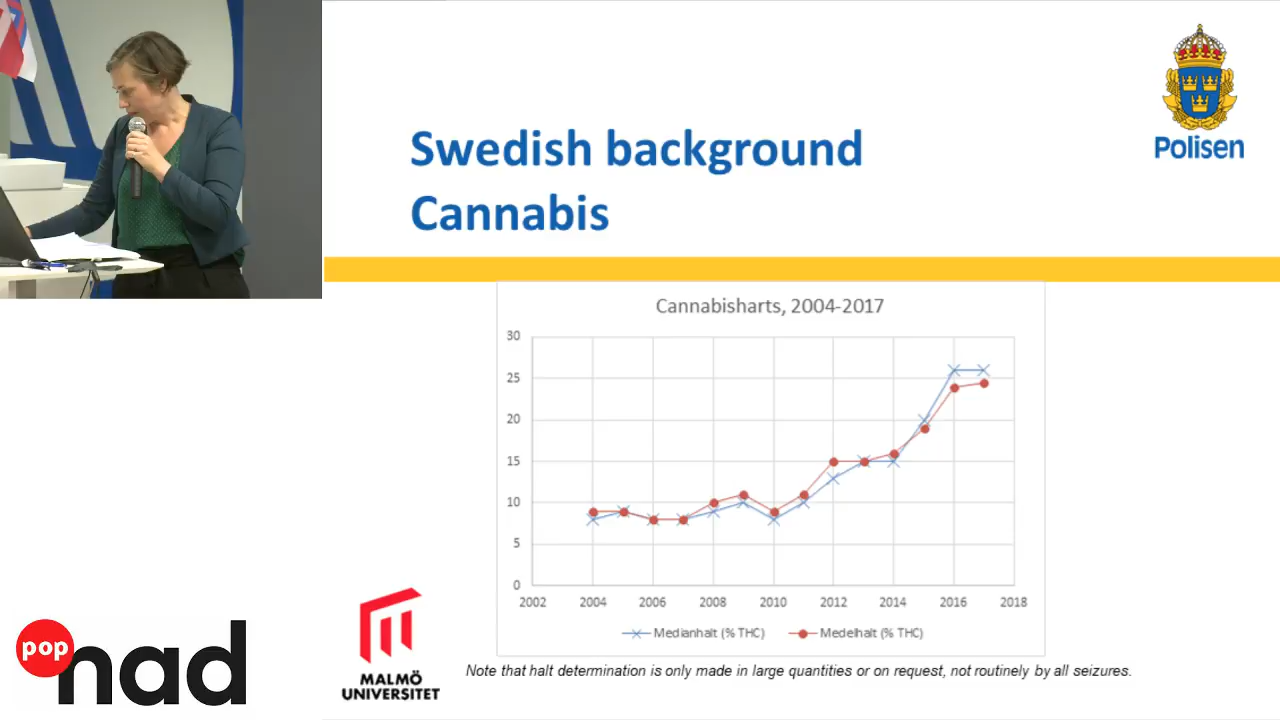 Swedish background
Cannabis
Polisen
Cannabisharts, 2004-2017
30
25
20
15
10
5
0
2002 2004 2006 2008 2010 2012 2014 2016 2018
Medianhalt (% THC) Medelhalt (% THC)
Note that halt determination is only made in large quantities or on request, not routinely by all seizures.
MALMÖ
UNIVERSITET
pop
nad